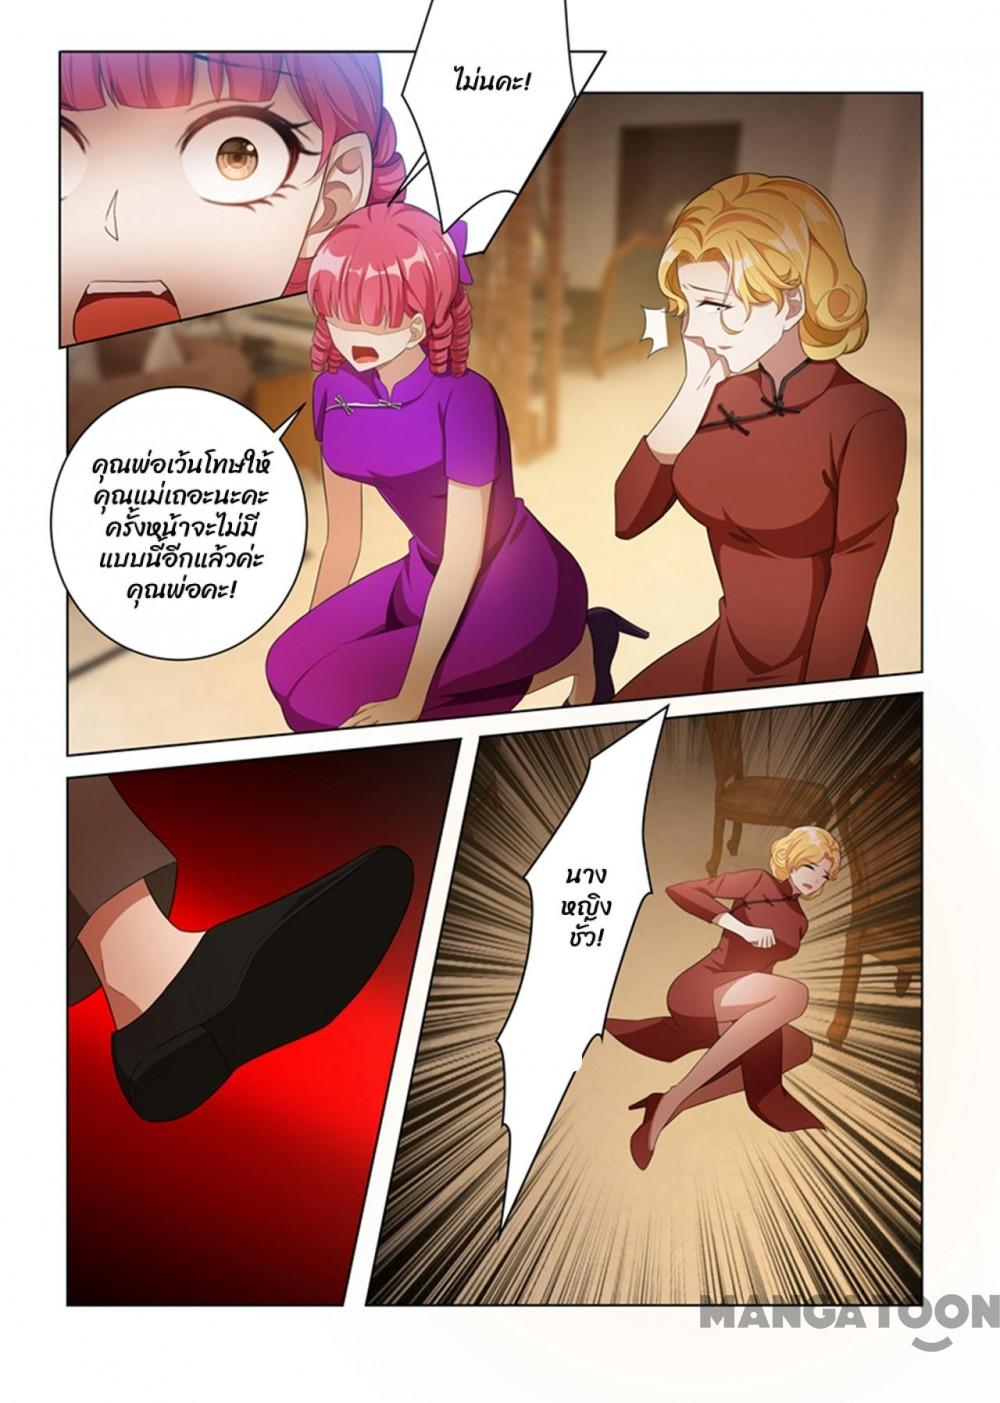 ไม่นคะ!
คุณพ่อเว้นโทษให้
คุณแม่เถอะนะคะ
ครั้งหน้าจะไม่มี
แบบนี้อีกแล้วค่ะ
คุณพ่อคะ!
นาง
หญิง
ชั่ว!
MANGATOON